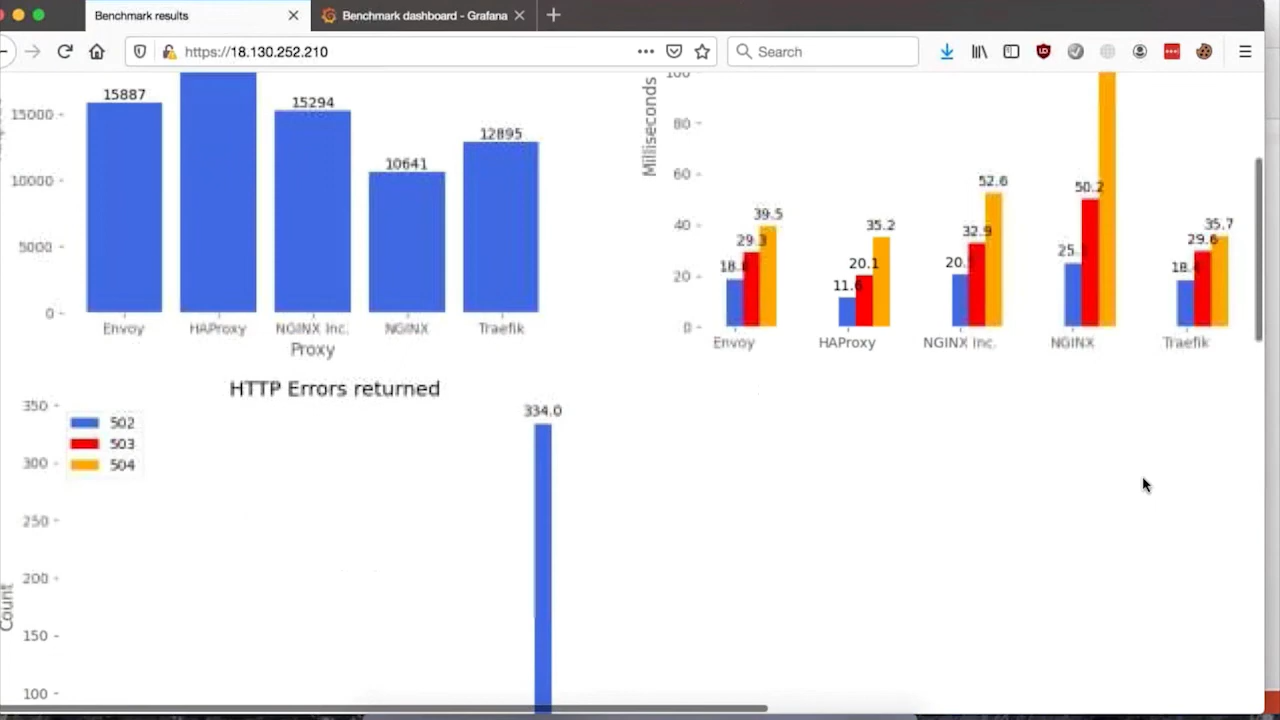 Benchmark results
Benchmark dashboard - Grafana
https://18.130.252.210
Search
15887
15294
12895
10641
15000
10000
5000
0
Envoy
HAProxy
NGINX Inc.
NGINX
Traefik
Proxy
Milliseconds
100
80
60
40
20
0
18.
29.3
39.5
11.6
20.1
35.2
20.
32.9
52.6
25.
50.2
18.4
29.6
35.7
Envoy
HAProxy
NGINX Inc.
NGINX
Traefik
HTTP Errors returned
350
300
250
200
150
100
Count
502
503
504
334.0